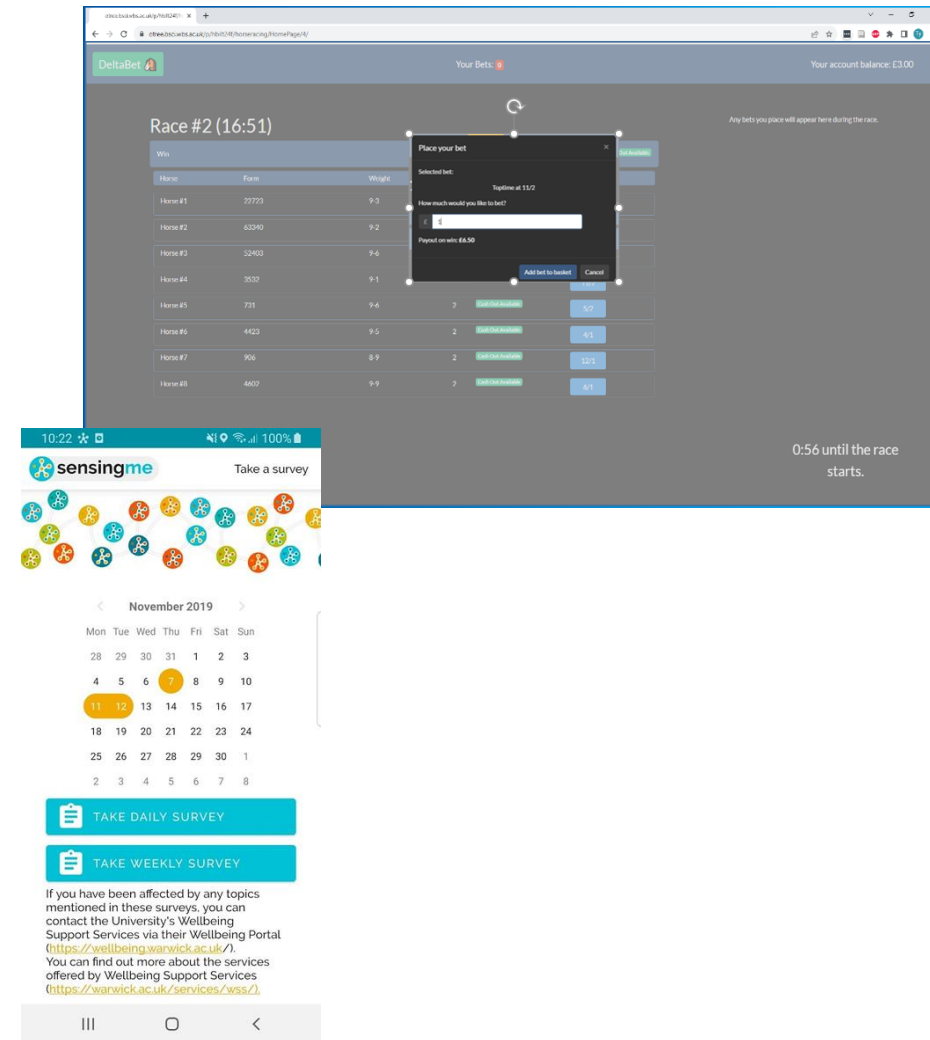 DeltaBet
Your Bets: 0
Your account balance: £3.00
Race #2 (16:51)
Any bets you place will appear here during the race.
Win
Horse Form Weight
Horse #1 22723 9-3
Horse #2 63340 9-2
Horse #3 52403 9-6
Horse #4 3532 9-1
Horse #5 731 9-6 2 Cash Out Available 5/2
Horse #6 4423 9-5 2 Cash Out Available 4/1
Horse #7 906 8-9 2 Cash Out Available 12/1
Horse #8 4602 9-9 2 Cash Out Available 6/1
Place your bet ×
Selected bet:
Toptime at 11/2
How much would you like to bet?
£ 1
Payout on win: £6.50
Add bet to basket Cancel
0:56 until the race
starts.
10:22 100%
sensingme Take a survey
November 2019
Mon Tue Wed Thu Fri Sat Sun
28 29 30 31 1 2 3
4 5 6 7 8 9 10
11 12 13 14 15 16 17
18 19 20 21 22 23 24
25 26 27 28 29 30 1
2 3 4 5 6 7 8
TAKE DAILY SURVEY
TAKE WEEKLY SURVEY
If you have been affected by any topics
mentioned in these surveys, you can
contact the University's Wellbeing
Support Services via their Wellbeing Portal
(https://wellbeing.warwick.ac.uk/).
You can find out more about the services
offered by Wellbeing Support Services
(https://warwick.ac.uk/services/wss/).